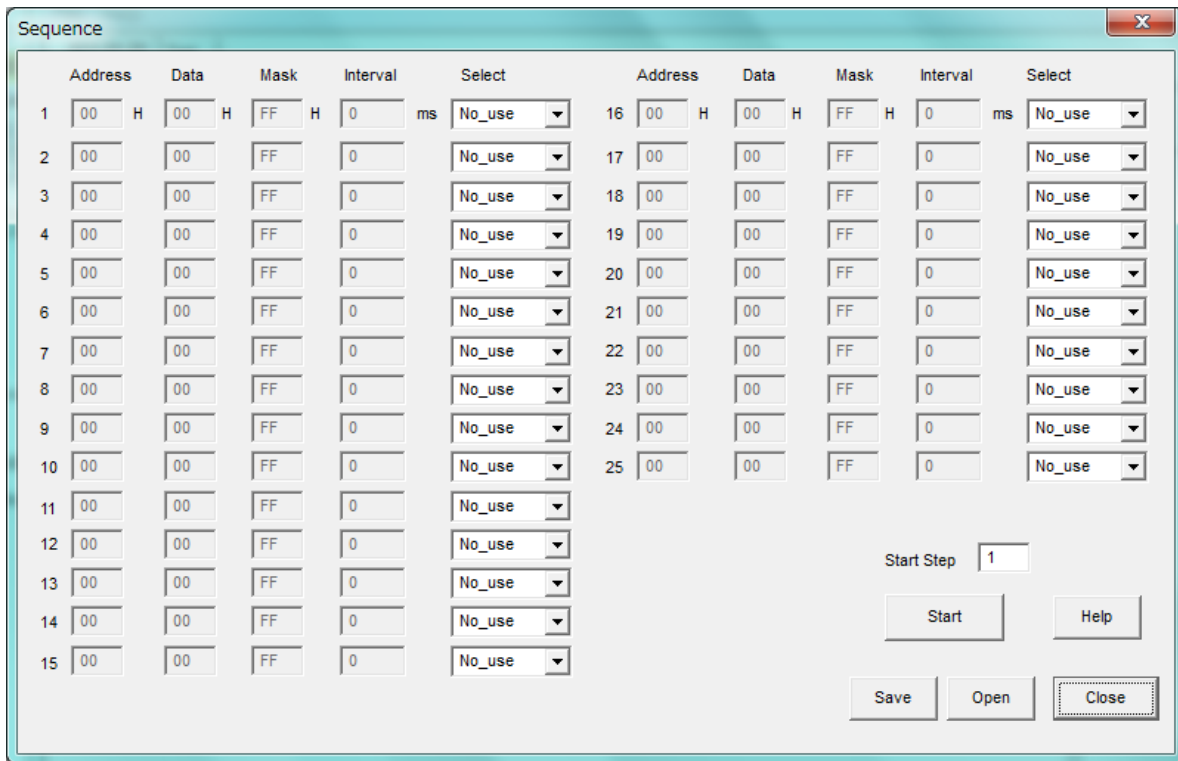 Sequence
Address Data Mask Interval Select Address Data Mask Interval Select
1 00 H 00 H FF H 0 ms No_use 16 00 H 00 H FF H 0 ms No_use
2 00 00 FF 0 No_use 17 00 00 FF 0 No_use
3 00 00 FF 0 No_use 18 00 00 FF 0 No_use
4 00 00 FF 0 No_use 19 00 00 FF 0 No_use
5 00 00 FF 0 No_use 20 00 00 FF 0 No_use
6 00 00 FF 0 No_use 21 00 00 FF 0 No_use
7 00 00 FF 0 No_use 22 00 00 FF 0 No_use
8 00 00 FF 0 No_use 23 00 00 FF 0 No_use
9 00 00 FF 0 No_use 24 00 00 FF 0 No_use
10 00 00 FF 0 No_use 25 00 00 FF 0 No_use
11 00 00 FF 0 No_use
12 00 00 FF 0 No_use
13 00 00 FF 0 No_use
14 00 00 FF 0 No_use
15 00 00 FF 0 No_use
Start Step 1
Start Help
Save Open Close